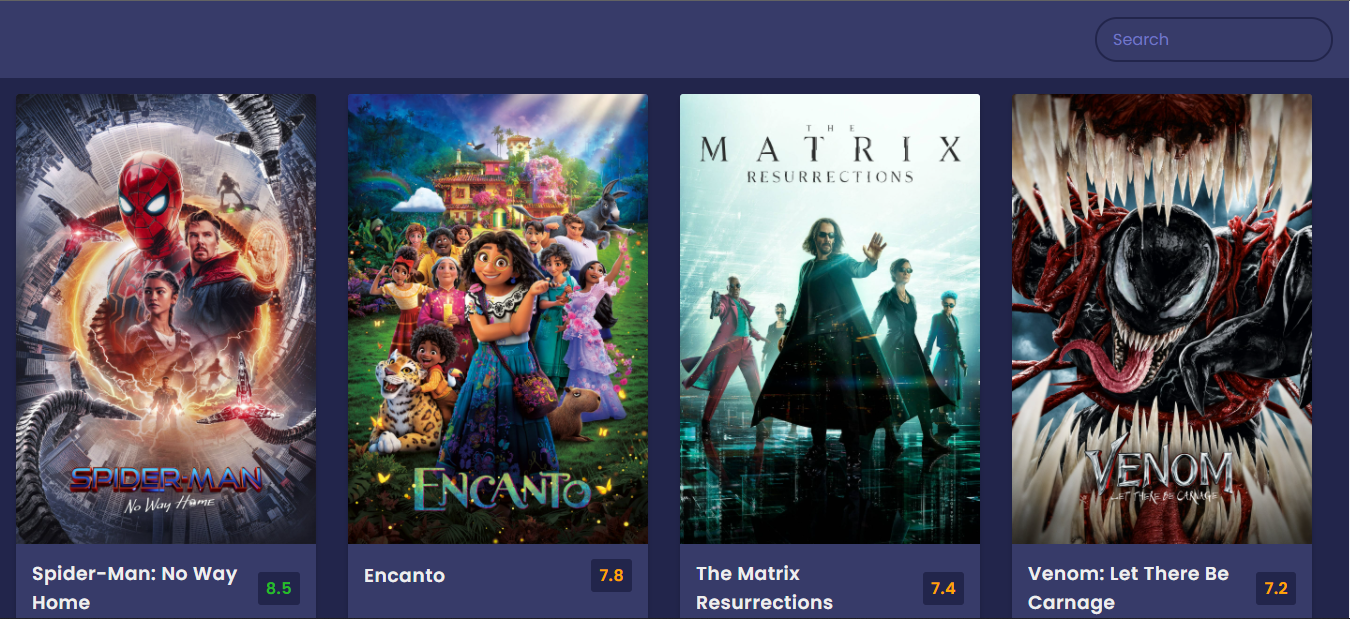 Search
SPIDER-MAN
No Way Home
ENCANTO
THE
MATRIX
RESURRECTIONS
VENOM
LET THERE BE CARNAGE
Spider-Man: No Way
Home
8.5
Encanto
7.8
The Matrix
Resurrections
7.4
Venom: Let There Be
Carnage
7.2